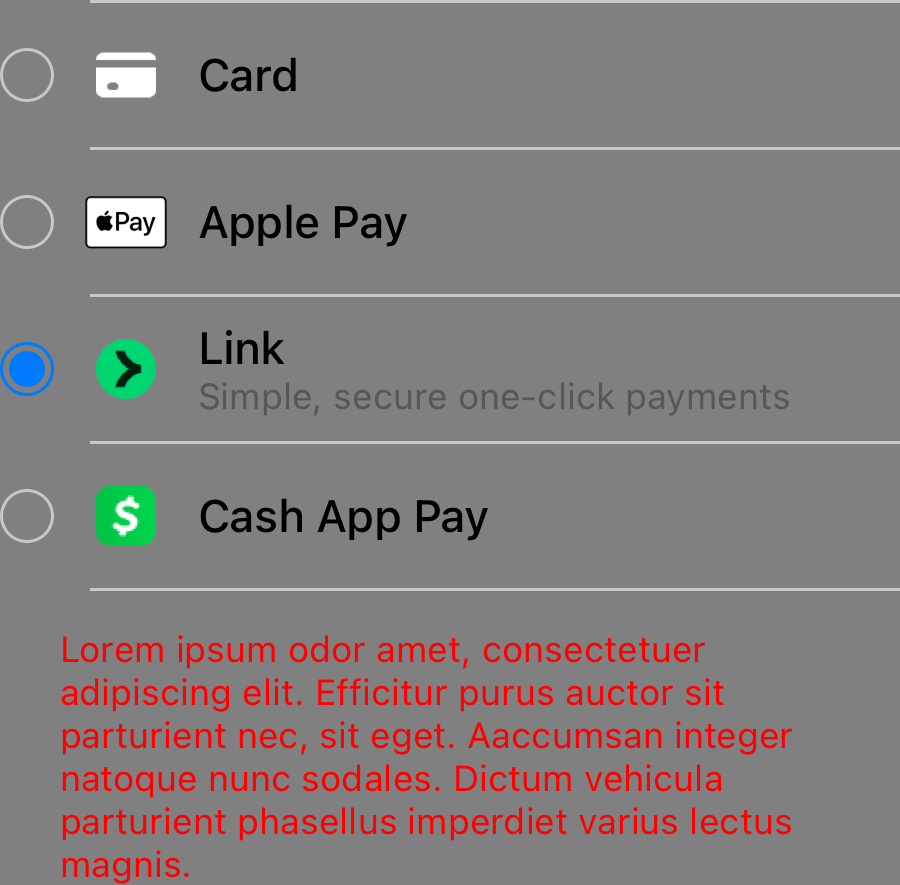 Card
Pay
Apple Pay
Link
Simple, secure one-click payments
Cash App Pay
Lorem ipsum odor amet, consectetuer
adipiscing elit. Efficitur purus auctor sit
parturient nec, sit eget. Aaccumsan integer
natoque nunc sodales. Dictum vehicula
parturient phasellus imperdiet varius lectus
magnis.